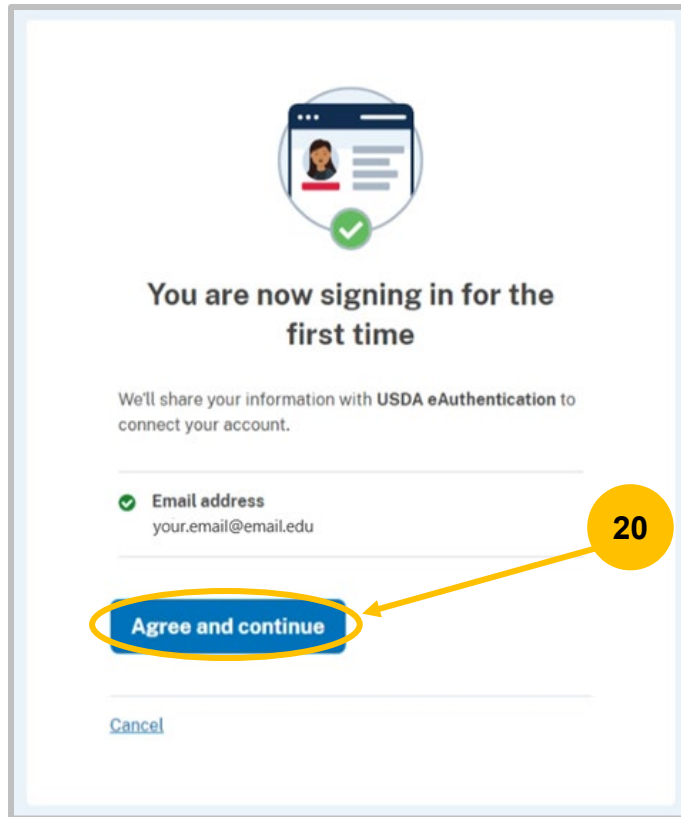 You are now signing in for the
first time
We'll share your information with USDA eAuthentication to
connect your account.
Email address
your.email@email.edu
20
Agree and continue
Cancel